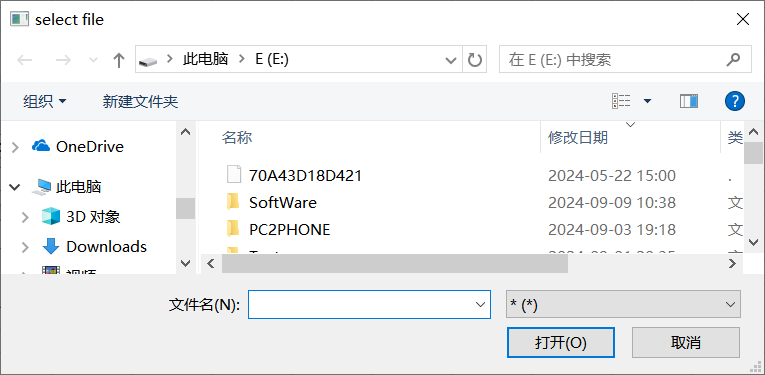 select file
此电脑 E (E:) 在 E (E:) 中搜索
组织 新建文件夹
名称 修改日期 类
OneDrive
此电脑
3D 对象
Downloads
70A43D18D421 2024-05-22 15:00 .
SoftWare 2024-09-09 10:38 文
PC2PHONE 2024-09-03 19:18 文
文件名(N): * (*)
打开(O) 取消